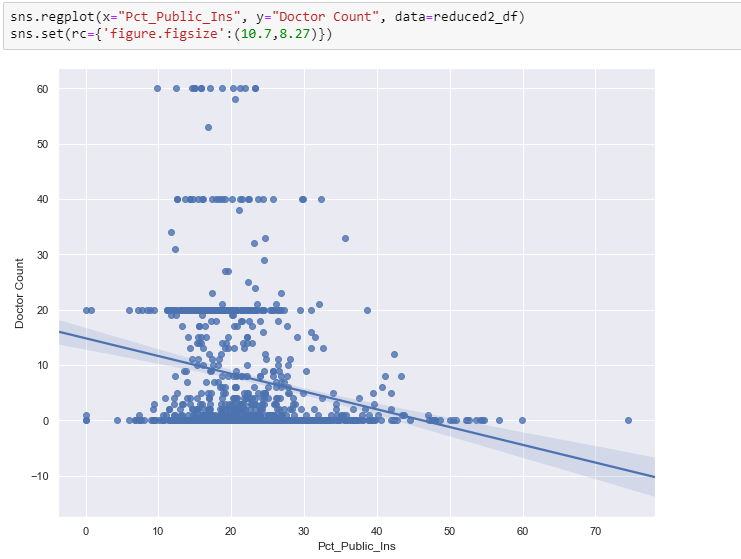 sns.regplot(x="Pct_Public_Ins", y="Doctor Count", data=reduced2_df)
sns.set(rc={'figure.figsize':(10.7,8.27)})
60
50
40
30
20
10
0
−10
Doctor Count
0 10 20 30 40 50 60 70
Pct_Public_Ins